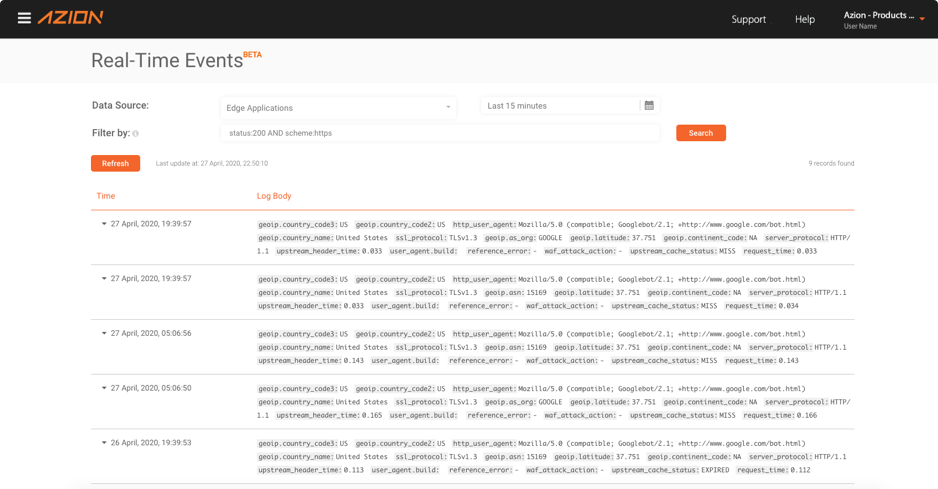 AZION
Support Help Azion - Products ...
User Name
Real-Time Events BETA
Data Source: Edge Applications Last 15 minutes
Filter by: status:200 AND scheme:https Search
Refresh Last update at: 27 April, 2020, 22:50:10 9 records found
Time Log Body
27 April, 2020, 19:39:57 geoip.country_code3: US geoip.country_code2: US http_user_agent: Mozilla/5.0 (compatible; Googlebot/2.1; +http://www.google.com/bot.html)
geoip.country_name: United States ssl_protocol: TLSv1.3 geoip.as_org: GOOGLE geoip.latitude: 37.751 geoip.continent_code: NA server_protocol: HTTP/
1.1 upstream_header_time: 0.033 user_agent.build: reference_error: - waf_attack_action: - upstream_cache_status: MISS request_time: 0.033
27 April, 2020, 19:39:57 geoip.country_code3: US geoip.country_code2: US http_user_agent: Mozilla/5.0 (compatible; Googlebot/2.1; +http://www.google.com/bot.html)
geoip.country_name: United States ssl_protocol: TLSv1.3 geoip.asn: 15169 geoip.latitude: 37.751 geoip.continent_code: NA server_protocol: HTTP/1.1
upstream_header_time: 0.033 user_agent.build: reference_error: - waf_attack_action: - upstream_cache_status: MISS request_time: 0.034
27 April, 2020, 05:06:56 geoip.country_code3: US geoip.country_code2: US http_user_agent: Mozilla/5.0 (compatible; Googlebot/2.1; +http://www.google.com/bot.html)
geoip.country_name: United States ssl_protocol: TLSv1.3 geoip.asn: 15169 geoip.latitude: 37.751 geoip.continent_code: NA server_protocol: HTTP/1.1
upstream_header_time: 0.143 user_agent.build: reference_error: - waf_attack_action: - upstream_cache_status: MISS request_time: 0.143
27 April, 2020, 05:06:50 geoip.country_code3: US geoip.country_code2: US http_user_agent: Mozilla/5.0 (compatible; Googlebot/2.1; +http://www.google.com/bot.html)
geoip.country_name: United States ssl_protocol: TLSv1.3 geoip.as_org: GOOGLE geoip.latitude: 37.751 geoip.continent_code: NA server_protocol: HTTP/
1.1 upstream_header_time: 0.165 user_agent.build: reference_error: - waf_attack_action: - upstream_cache_status: MISS request_time: 0.166
26 April, 2020, 19:39:53 geoip.country_code3: US geoip.country_code2: US http_user_agent: Mozilla/5.0 (compatible; Googlebot/2.1; +http://www.google.com/bot.html)
geoip.country_name: United States ssl_protocol: TLSv1.3 geoip.asn: 15169 geoip.latitude: 37.751 geoip.continent_code: NA server_protocol: HTTP/1.1
upstream_header_time: 0.113 user_agent.build: reference_error: - waf_attack_action: - upstream_cache_status: EXPIRED request_time: 0.112